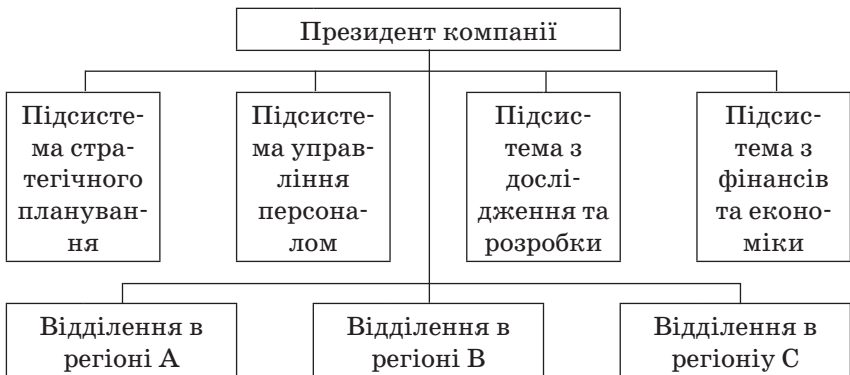 Президент компанії
Підсисте-
ма стра-
тегічного
плануван-
ня
Підсисте-
ма управ-
ління
персона-
лом
Підсис-
тема з
дослі-
дження та
розробки
Підсис-
тема з
фінансів
та еконо-
міки
Відділення в
регіоні А
Відділення в
регіоні В
Відділення в
регіоніу С